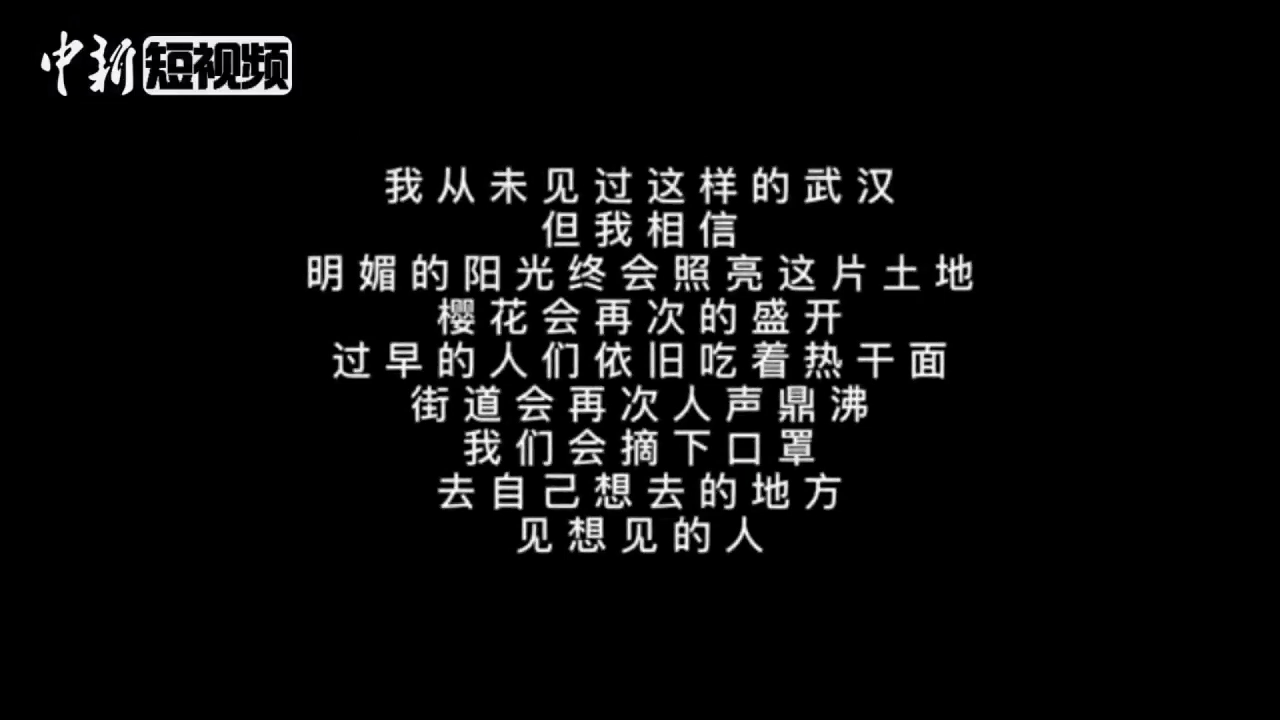 中新短视频
我从未见过这样的武汉
但我相信
明媚的阳光终会照亮这片土地
樱花会再次的盛开
过早的人们依旧吃着热干面
街道会再次人声鼎沸
我们会摘下口罩
去自己想去的地方
见想见的人